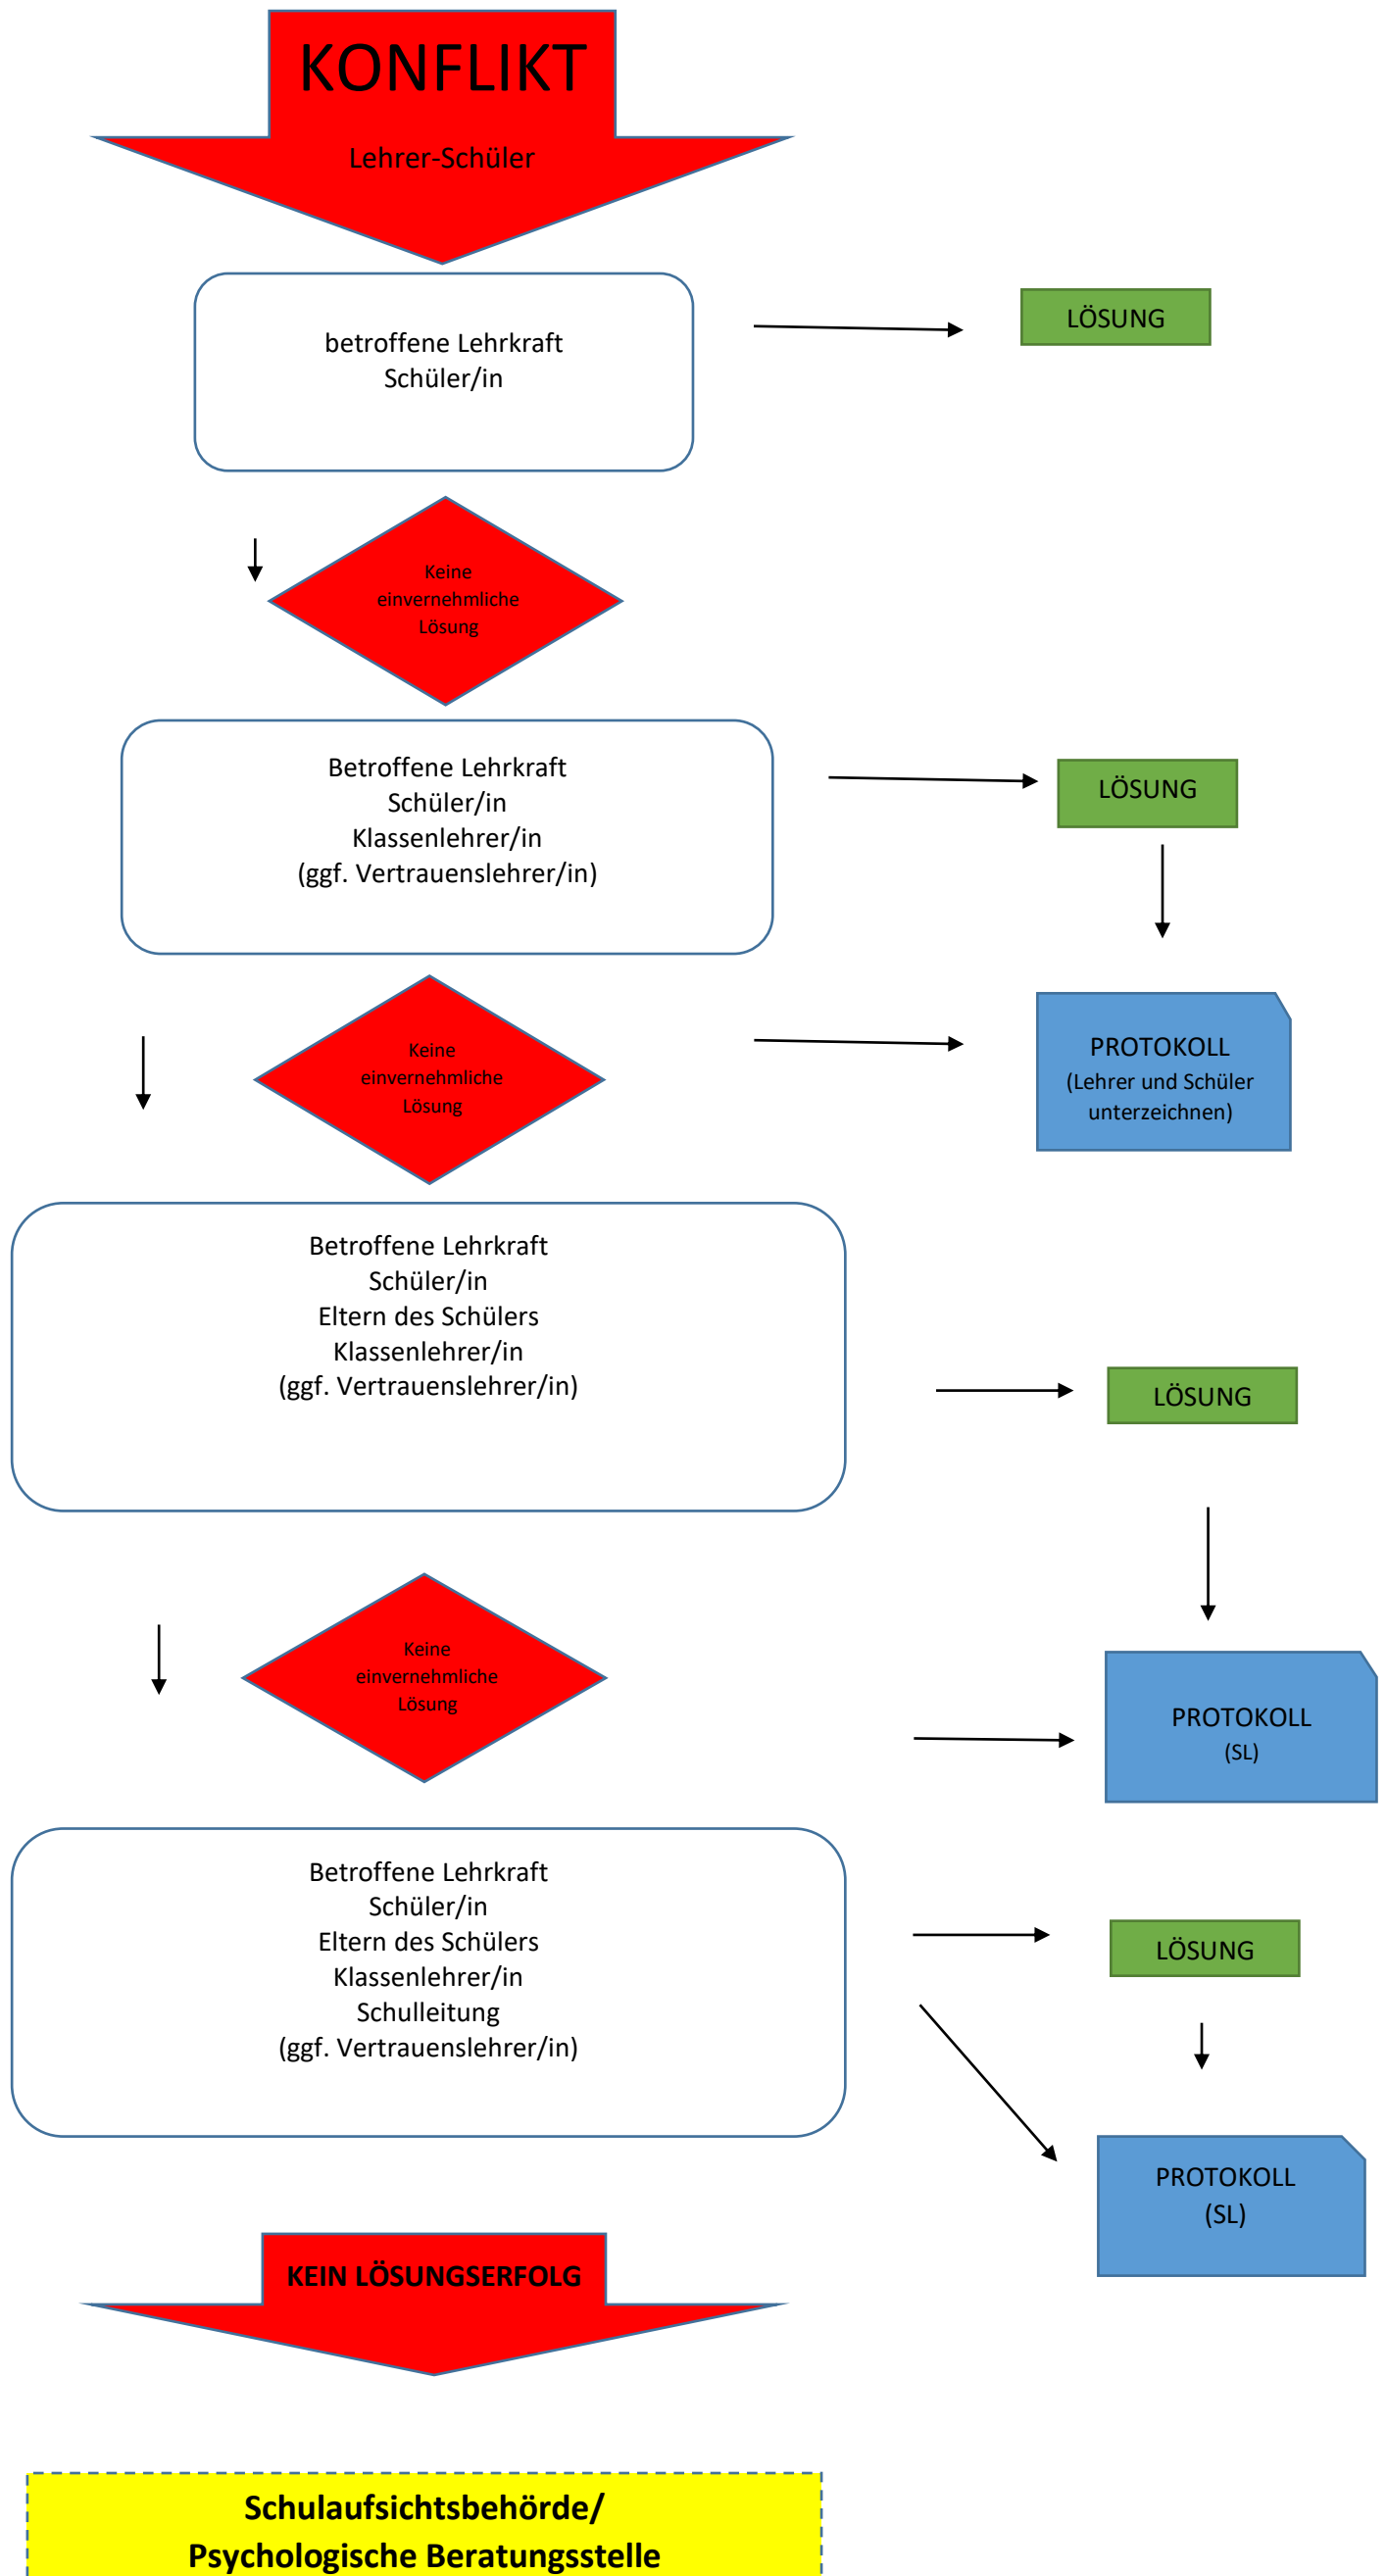 KONFLIKT
Lehrer-Schüler
betroffene Lehrkraft
Schüler/in
LÖSUNG
Keine
einvernehmliche
Lösung
Betroffene Lehrkraft
Schüler/in
Klassenlehrer/in
(ggf. Vertrauenslehrer/in)
LÖSUNG
Keine
einvernehmliche
Lösung
PROTOKOLL
(Lehrer und Schüler
unterzeichnen)
Betroffene Lehrkraft
Schüler/in
Eltern des Schülers
Klassenlehrer/in
(ggf. Vertrauenslehrer/in)
LÖSUNG
Keine
einvernehmliche
Lösung
PROTOKOLL
(SL)
Betroffene Lehrkraft
Schüler/in
Eltern des Schülers
Klassenlehrer/in
Schulleitung
(ggf. Vertrauenslehrer/in)
LÖSUNG
PROTOKOLL
(SL)
KEIN LÖSUNGSERFOLG
Schulaufsichtsbehörde/
Psychologische Beratungsstelle